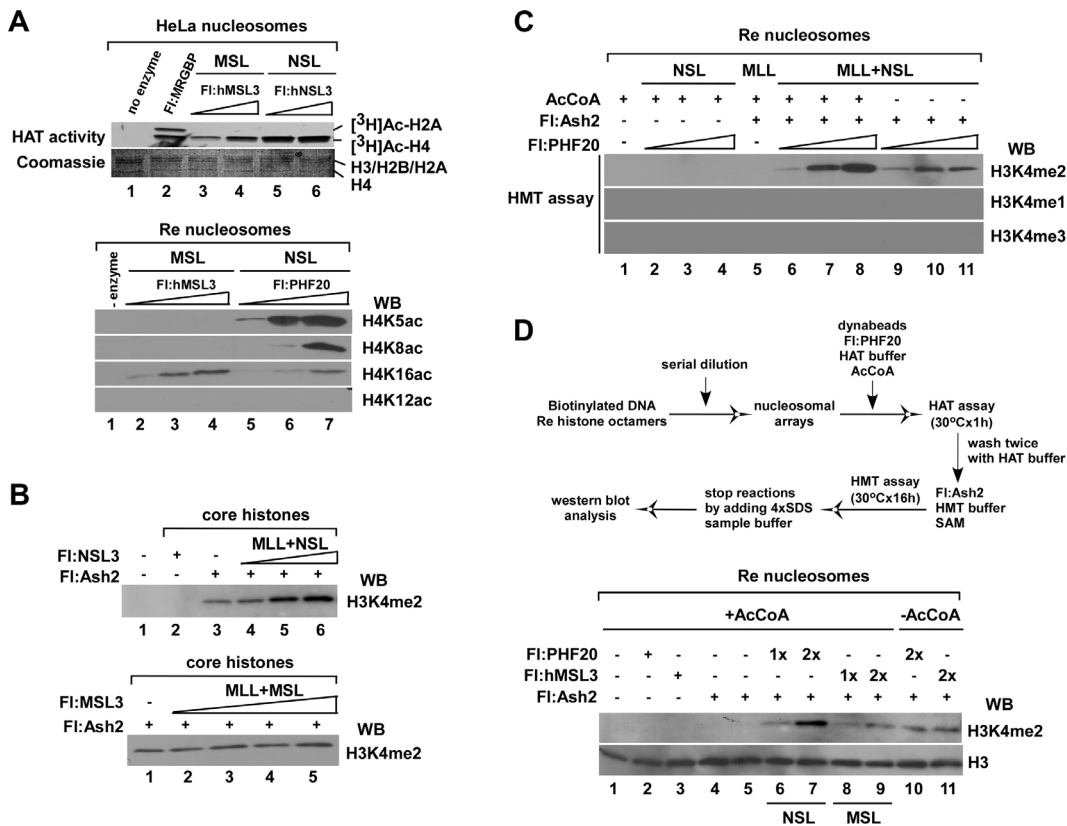 A
HeLa nucleosomes
no enzyme
Fl:MRGBP
MSL
NSL
Fl:hMSL3
Fl:hNSL3
HAT activity
[³H]Ac-H2A
[³H]Ac-H4
Coomassie
H3/H2B/H2A
H4
1 2 3 4 5 6
Re nucleosomes
- enzyme
MSL
NSL
Fl:hMSL3
Fl:PHF20
WB
H4K5ac
H4K8ac
H4K16ac
H4K12ac
1 2 3 4 5 6 7
B
core histones
MLL+NSL
Fl:NSL3 - + -
Fl:Ash2 - - + + + +
WB
H3K4me2
1 2 3 4 5 6
core histones
MLL+MSL
Fl:MSL3 -
Fl:Ash2 + + + + +
WB
H3K4me2
1 2 3 4 5
C
Re nucleosomes
NSL MLL MLL+NSL
AcCoA + + + + + + + + - - -
Fl:Ash2 - - - - + + + + + + +
Fl:PHF20 - -
WB
HMT assay
H3K4me2
H3K4me1
H3K4me3
1 2 3 4 5 6 7 8 9 10 11
D
serial dilution
dynabeads
Fl:PHF20
HAT buffer
AcCoA
Biotinylated DNA
Re histone octamers
nucleosomal
arrays
HAT assay
(30ºCx1h)
wash twice
with HAT buffer
Fl:Ash2
HMT buffer
SAM
HMT assay
(30ºCx16h)
stop reactions
by adding 4xSDS
sample buffer
western blot
analysis
Re nucleosomes
+AcCoA -AcCoA
Fl:PHF20 - + - - - 1x 2x - - 2x -
Fl:hMSL3 - - + - - - - 1x 2x - 2x
Fl:Ash2 - - - + + + + + + + +
WB
H3K4me2
H3
1 2 3 4 5 6 7 8 9 10 11
NSL MSL